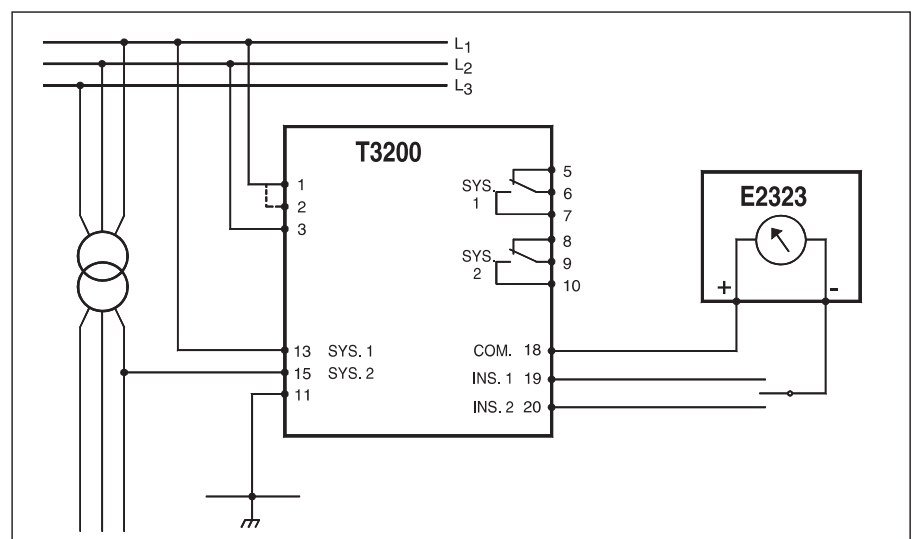 L1
L2
L3
T3200
1
2
3
SYS. 1
5
6
7
SYS. 2
8
9
10
E2323
+ -
13 SYS. 1
15 SYS. 2
11
COM. 18
INS. 1 19
INS. 2 20